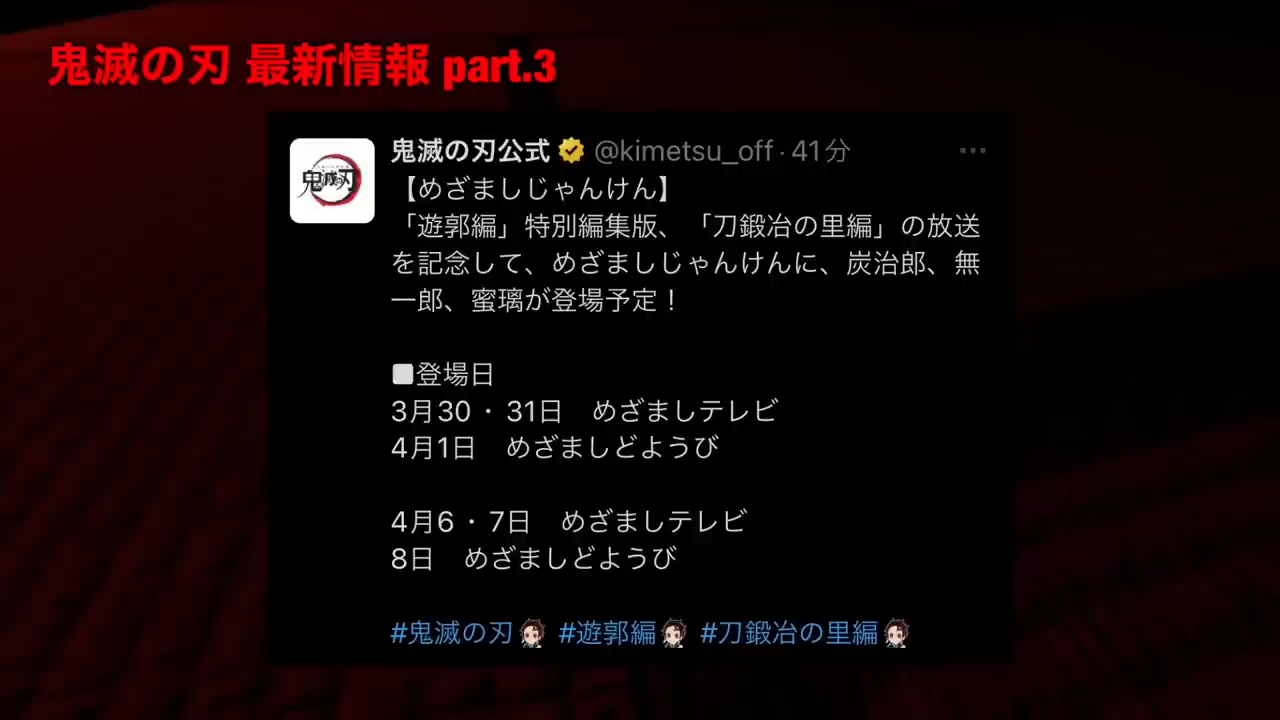 鬼滅の刃 最新情報 part.3
鬼滅の刃
鬼滅の刃公式 @kimetsu_off · 41分
【めざましじゃんけん】
「遊郭編」特別編集版、「刀鍛冶の里編」の放送
を記念して、めざましじゃんけんに、炭治郎、無
一郎、蜜璃が登場予定！
■登場日
3月30・31日　めざましテレビ
4月1日　めざましどようび
4月6・7日　めざましテレビ
8日　めざましどようび
#鬼滅の刃 #遊郭編 #刀鍛冶の里編